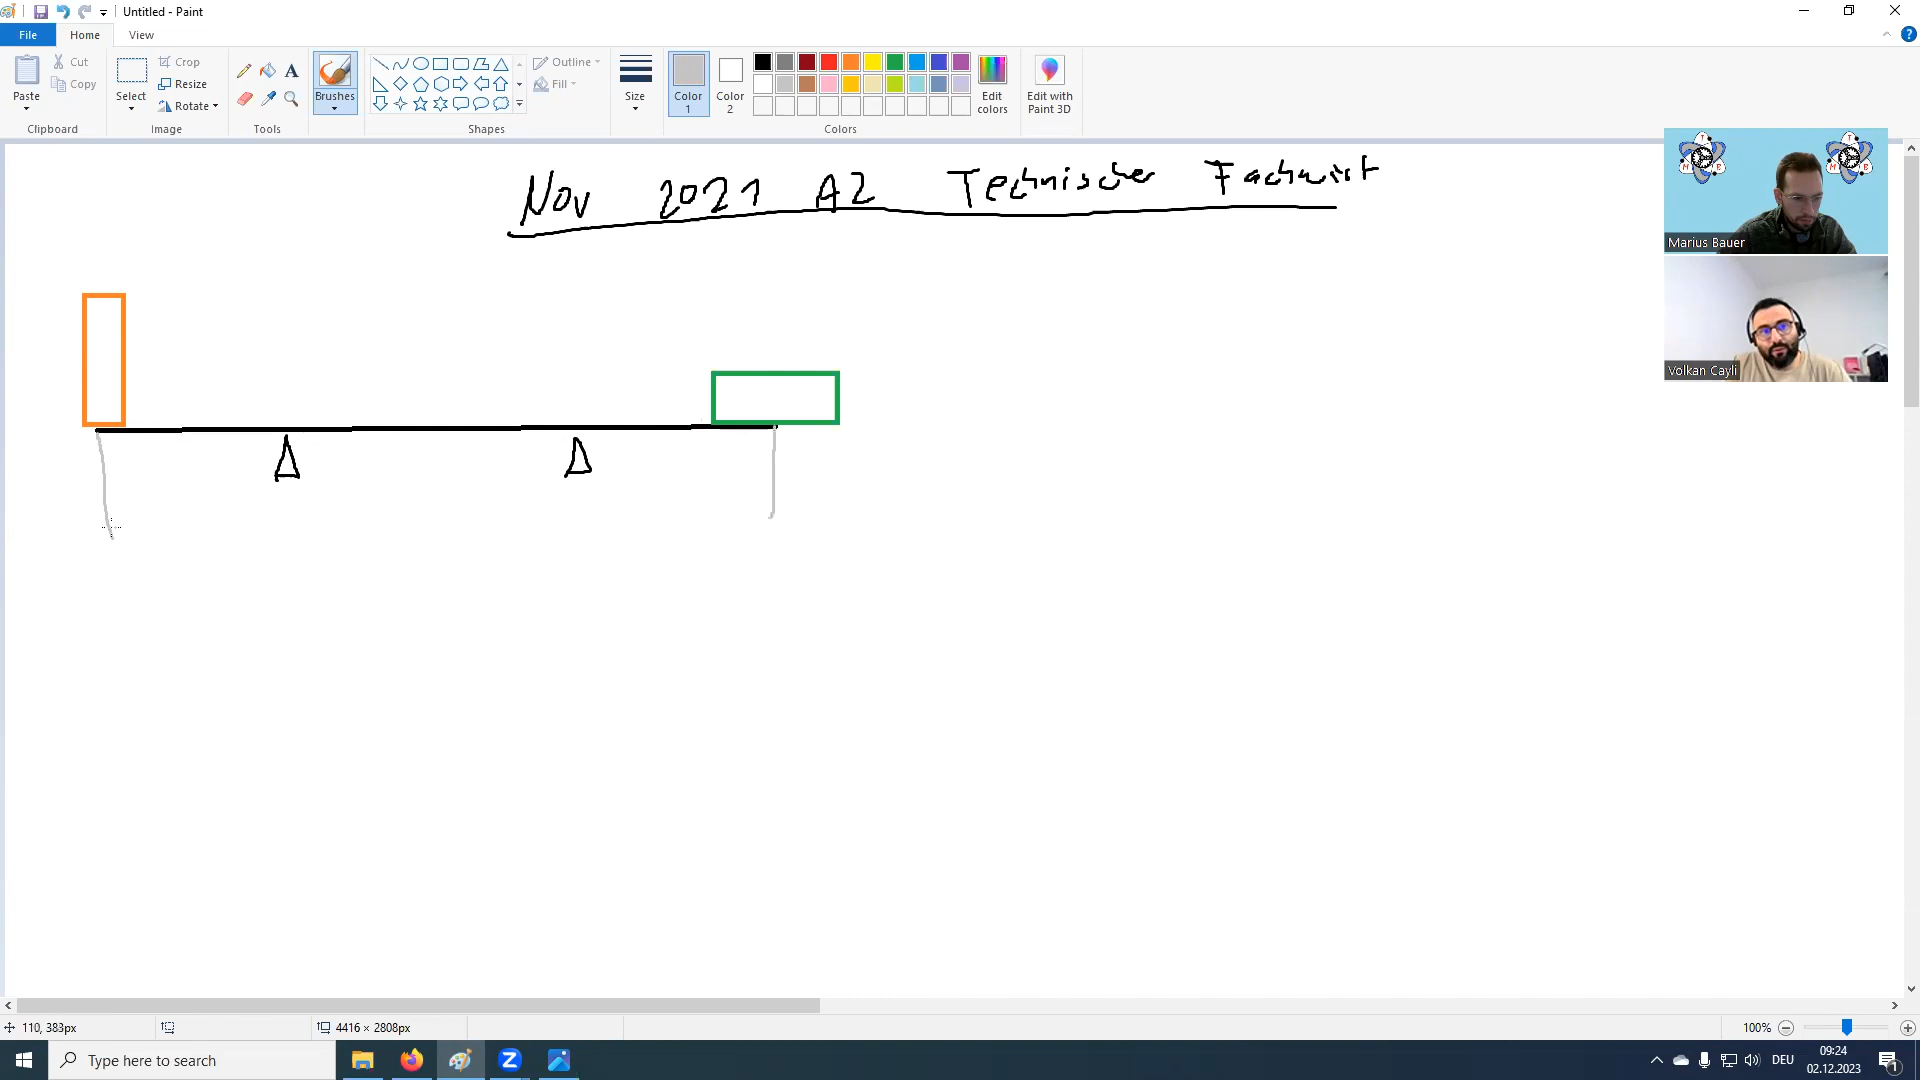 Untitled - Paint
File Home View
Paste
Cut
Copy
Clipboard
Select
Crop
Resize
Rotate
Image
Tools
Brushes
Shapes
Outline
Fill
Size
Color 1
Color 2
Colors
Edit colors
Edit with Paint 3D
Nov 2021 A2 Technischer Fachwirt
Marius Bauer
Volkan Cayli
110, 383px
4416 × 2808px
100%
Type here to search
DEU
09:24
02.12.2023